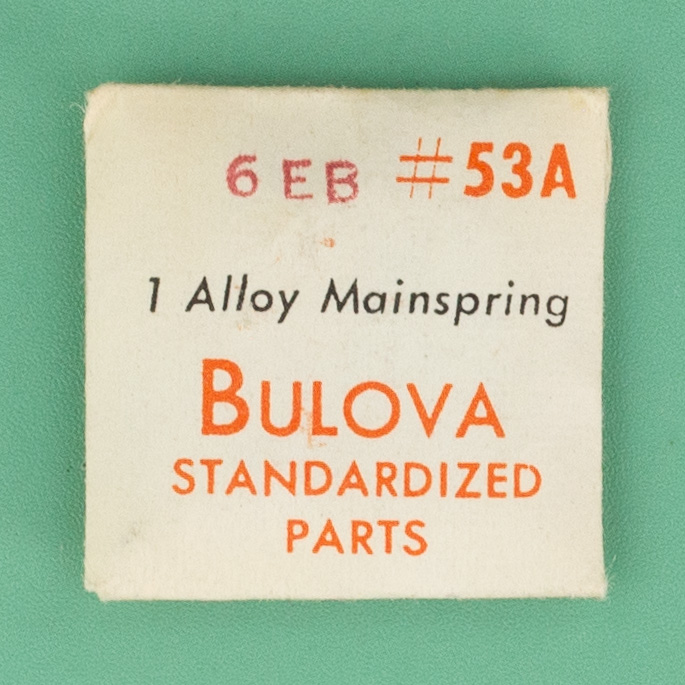 6EB #53A
1 Alloy Mainspring
BULOVA
STANDARDIZED
PARTS